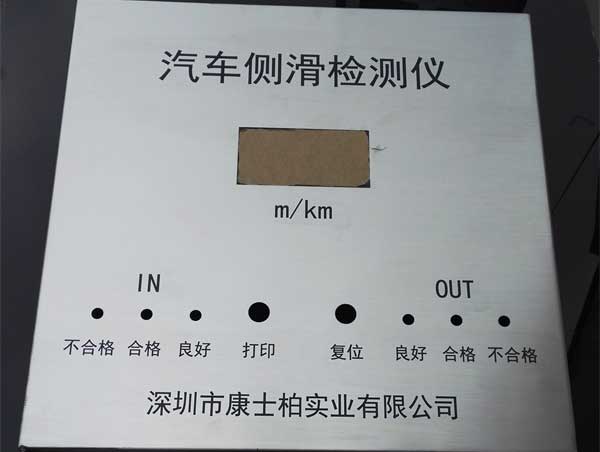 汽车侧滑检测仪
m/km
IN OUT
不合格 合格 良好 打印 复位 良好 合格 不合格
深圳市康士柏实业有限公司